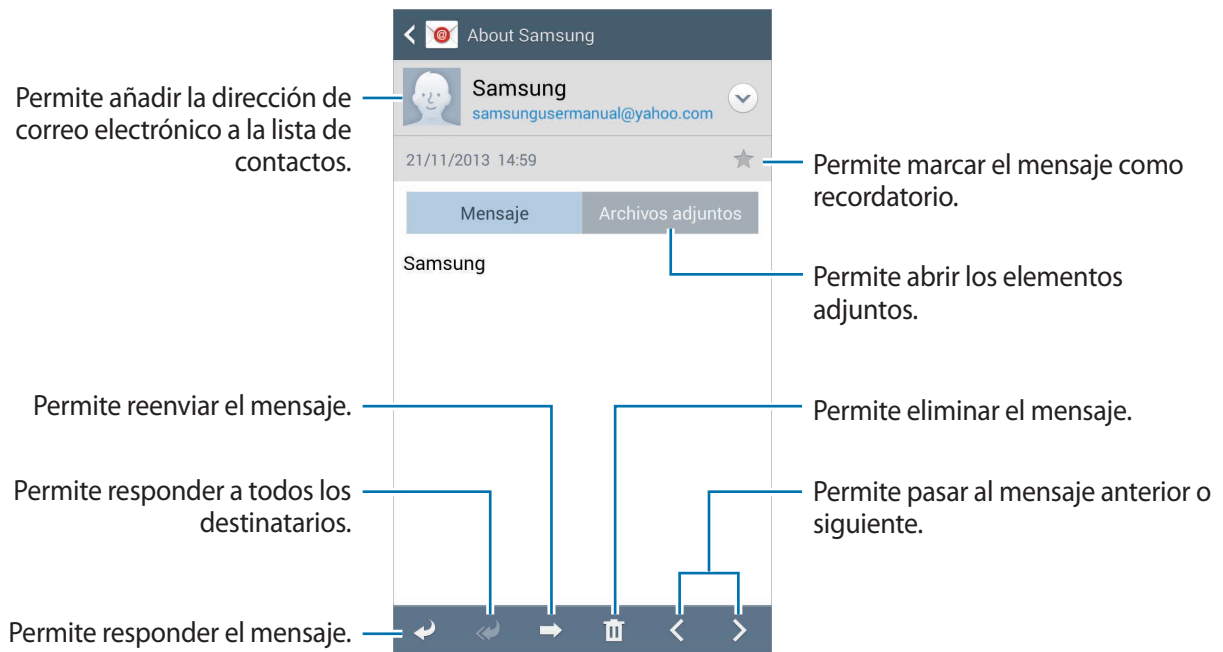 About Samsung
Permite añadir la dirección de
correo electrónico a la lista de
contactos.
Samsung
samsungusermanual@yahoo.com
21/11/2013 14:59
Permite marcar el mensaje como
recordatorio.
Mensaje
Archivos adjuntos
Samsung
Permite abrir los elementos
adjuntos.
Permite reenviar el mensaje.
Permite eliminar el mensaje.
Permite responder a todos los
destinatarios.
Permite pasar al mensaje anterior o
siguiente.
Permite responder el mensaje.